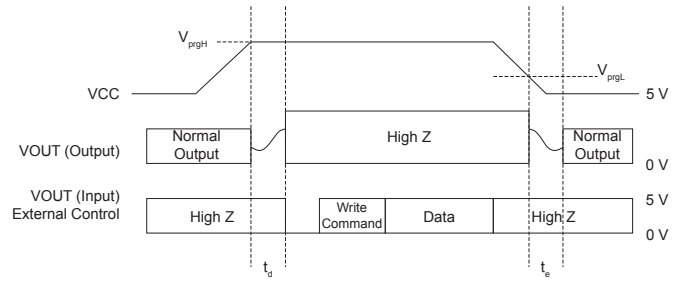 V_prgH
V_prgL
VCC
5 V
VOUT (Output)
Normal
Output
High Z
Normal
Output
0 V
VOUT (Input)
External Control
High Z
Write
Command
Data
High Z
5 V
0 V
t_d
t_e